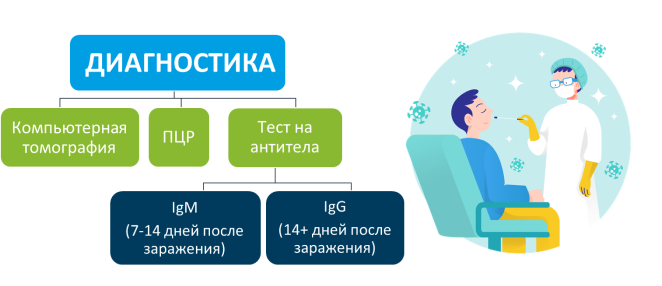 ДИАГНОСТИКА
Компьютерная
томография
ПЦР
Тест на
антитела
IgM
(7-14 дней после
заражения)
IgG
(14+ дней после
заражения)